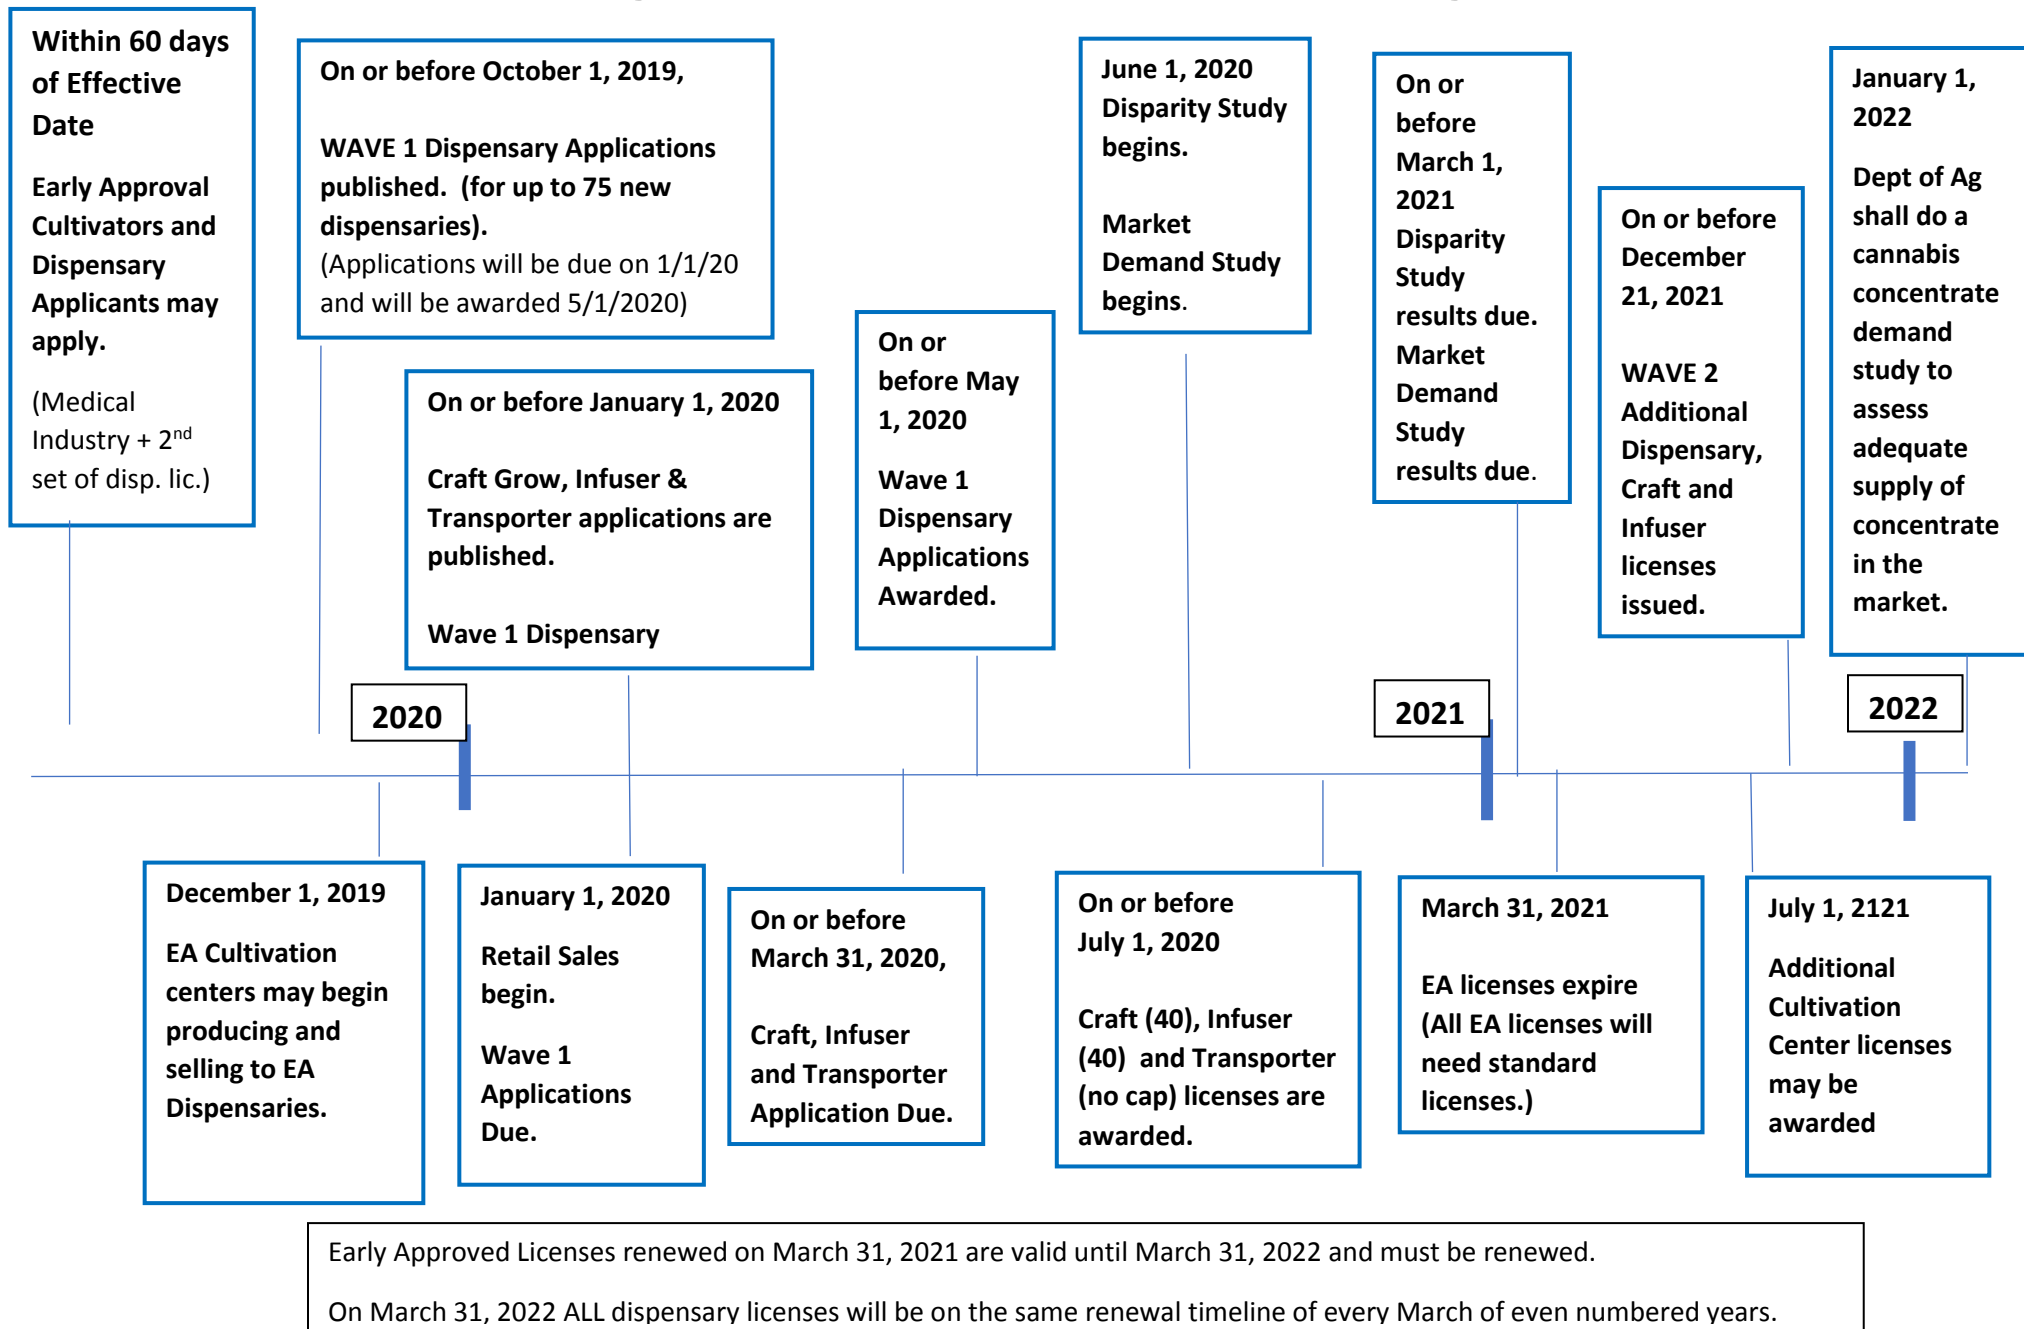 Within 60 days
of Effective
Date
Early Approval
Cultivators and
Dispensary
Applicants may
apply.
(Medical
Industry + 2nd
set of disp. lic.)
On or before October 1, 2019,
WAVE 1 Dispensary Applications
published.  (for up to 75 new
dispensaries).
(Applications will be due on 1/1/20
and will be awarded 5/1/2020)
On or before January 1, 2020
Craft Grow, Infuser &
Transporter applications are
published.
Wave 1 Dispensary
On or
before May
1, 2020
Wave 1
Dispensary
Applications
Awarded.
June 1, 2020
Disparity Study
begins.
Market
Demand Study
begins.
On or
before
March 1,
2021
Disparity
Study
results due.
Market
Demand
Study
results due.
On or before
December
21, 2021
WAVE 2
Additional
Dispensary,
Craft and
Infuser
licenses
issued.
January 1,
2022
Dept of Ag
shall do a
cannabis
concentrate
demand
study to
assess
adequate
supply of
concentrate
in the
market.
2020
2021
2022
December 1, 2019
EA Cultivation
centers may begin
producing and
selling to EA
Dispensaries.
January 1, 2020
Retail Sales
begin.
Wave 1
Applications
Due.
On or before
March 31, 2020,
Craft, Infuser
and Transporter
Application Due.
On or before
July 1, 2020
Craft (40), Infuser
(40)  and Transporter
(no cap) licenses are
awarded.
March 31, 2021
EA licenses expire
(All EA licenses will
need standard
licenses.)
July 1, 2121
Additional
Cultivation
Center licenses
may be
awarded
Early Approved Licenses renewed on March 31, 2021 are valid until March 31, 2022 and must be renewed.
On March 31, 2022 ALL dispensary licenses will be on the same renewal timeline of every March of even numbered years.